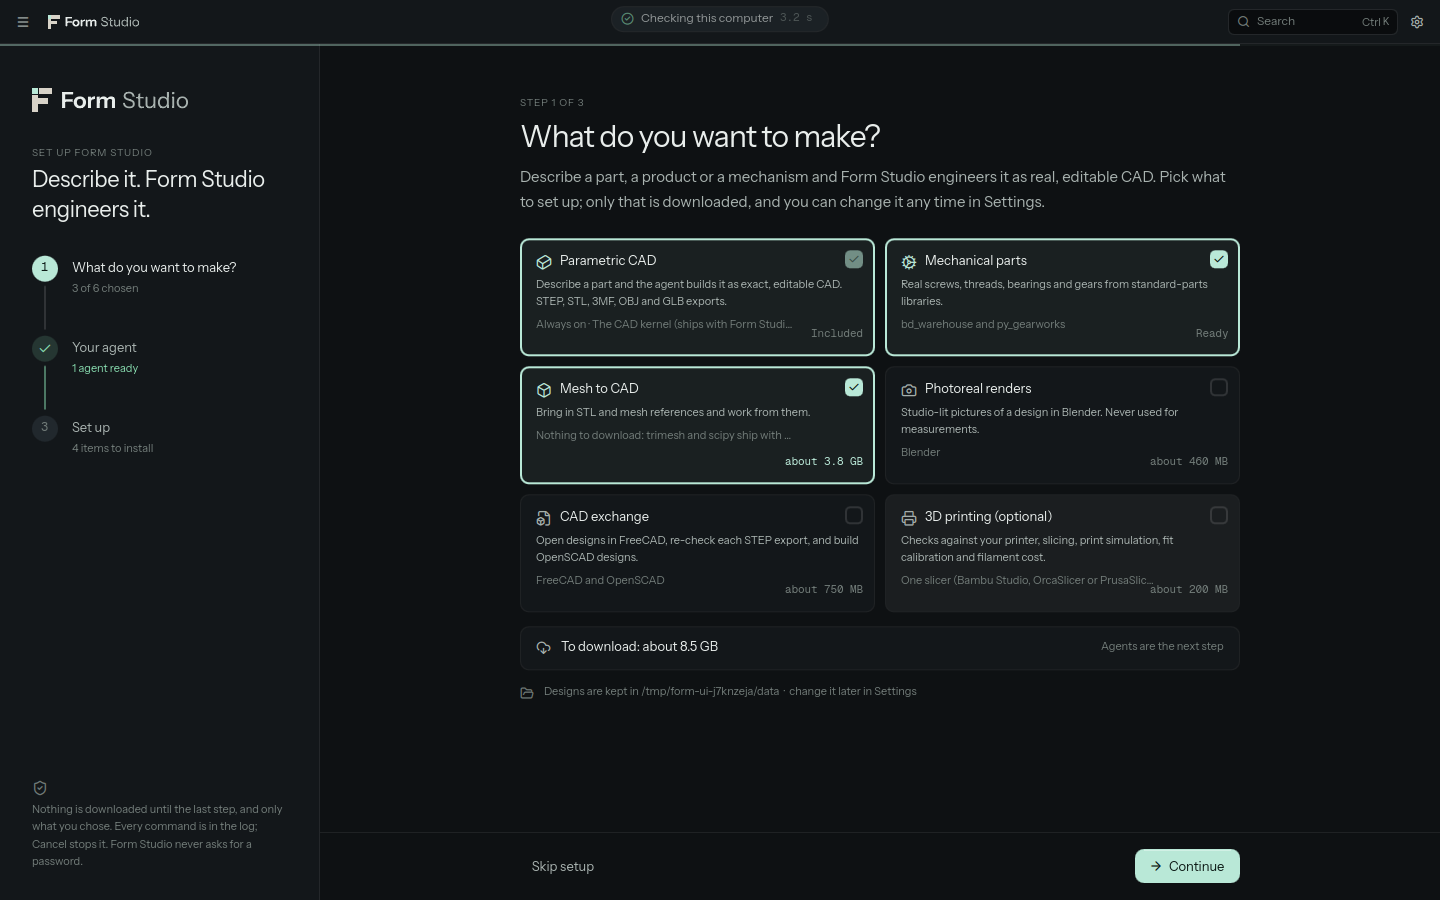 Form Studio
Checking this computer 3.2 s
Search Ctrl K
Form Studio
SET UP FORM STUDIO
Describe it. Form Studio
engineers it.
1 What do you want to make?
3 of 6 chosen
Your agent
1 agent ready
3 Set up
4 items to install
Nothing is downloaded until the last step, and only
what you chose. Every command is in the log;
Cancel stops it. Form Studio never asks for a
password.
STEP 1 OF 3
What do you want to make?
Describe a part, a product or a mechanism and Form Studio engineers it as real, editable CAD. Pick what
to set up; only that is downloaded, and you can change it any time in Settings.
Parametric CAD
Describe a part and the agent builds it as exact, editable CAD.
STEP, STL, 3MF, OBJ and GLB exports.
Always on · The CAD kernel (ships with Form Studi...
Included
Mechanical parts
Real screws, threads, bearings and gears from standard-parts
libraries.
bd_warehouse and py_gearworks
Ready
Mesh to CAD
Bring in STL and mesh references and work from them.
Nothing to download: trimesh and scipy ship with ...
about 3.8 GB
Photoreal renders
Studio-lit pictures of a design in Blender. Never used for
measurements.
Blender
about 460 MB
CAD exchange
Open designs in FreeCAD, re-check each STEP export, and build
OpenSCAD designs.
FreeCAD and OpenSCAD
about 750 MB
3D printing (optional)
Checks against your printer, slicing, print simulation, fit
calibration and filament cost.
One slicer (Bambu Studio, OrcaSlicer or PrusaSlic...
about 200 MB
To download: about 8.5 GB
Agents are the next step
Designs are kept in /tmp/form-ui-j7knzeja/data · change it later in Settings
Skip setup
Continue